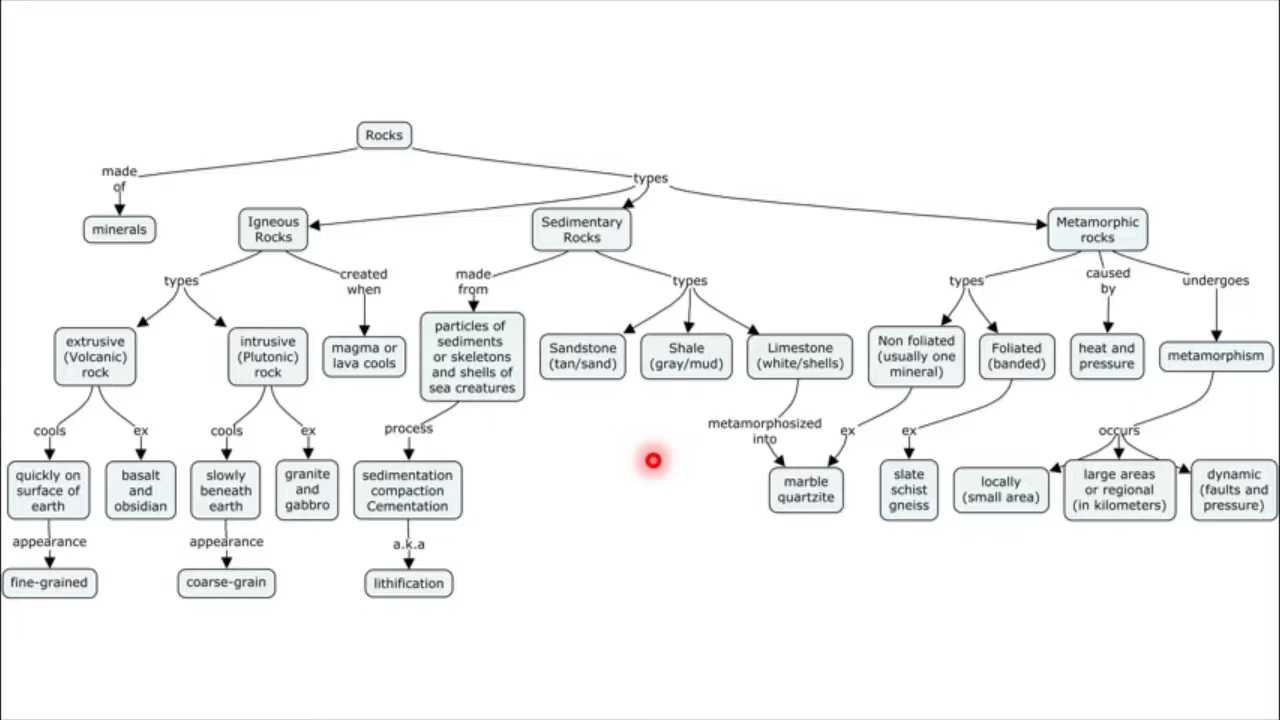 Rocks
made
of
types
minerals
Igneous
Rocks
Sedimentary
Rocks
Metamorphic
rocks
types
created
when
made
from
types
types
caused
by
undergoes
extrusive
(Volcanic)
rock
intrusive
(Plutonic)
rock
magma or
lava cools
particles of
sediments
or skeletons
and shells of
sea creatures
Sandstone
(tan/sand)
Shale
(gray/mud)
Limestone
(white/shells)
Non foliated
(usually one
mineral)
Foliated
(banded)
heat and
pressure
metamorphism
cools
ex
cools
ex
process
metamorphosized
into
ex
ex
occurs
quickly on
surface of
earth
basalt
and
obsidian
slowly
beneath
earth
granite
and
gabbro
sedimentation
compaction
Cementation
marble
quartzite
slate
schist
gneiss
locally
(small area)
large areas
or regional
(in kilometers)
dynamic
(faults and
pressure)
appearance
appearance
a.k.a
fine-grained
coarse-grain
lithification